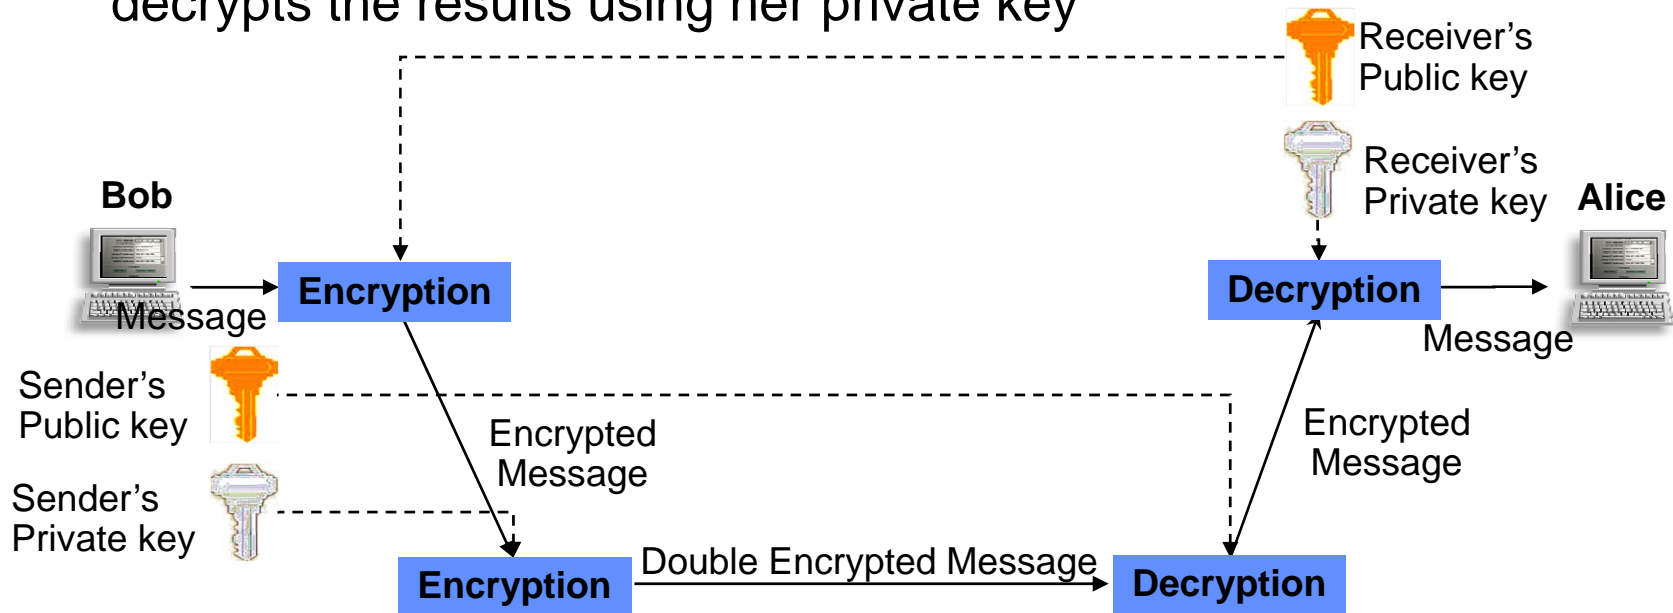 decrypts the results using her private key
Receiver’s
Public key
Receiver’s
Private key
Bob
Alice
Encryption
Decryption
Message
Message
Sender’s
Public key
Encrypted
Message
Encrypted
Message
Sender’s
Private key
Double Encrypted Message
Encryption
Decryption